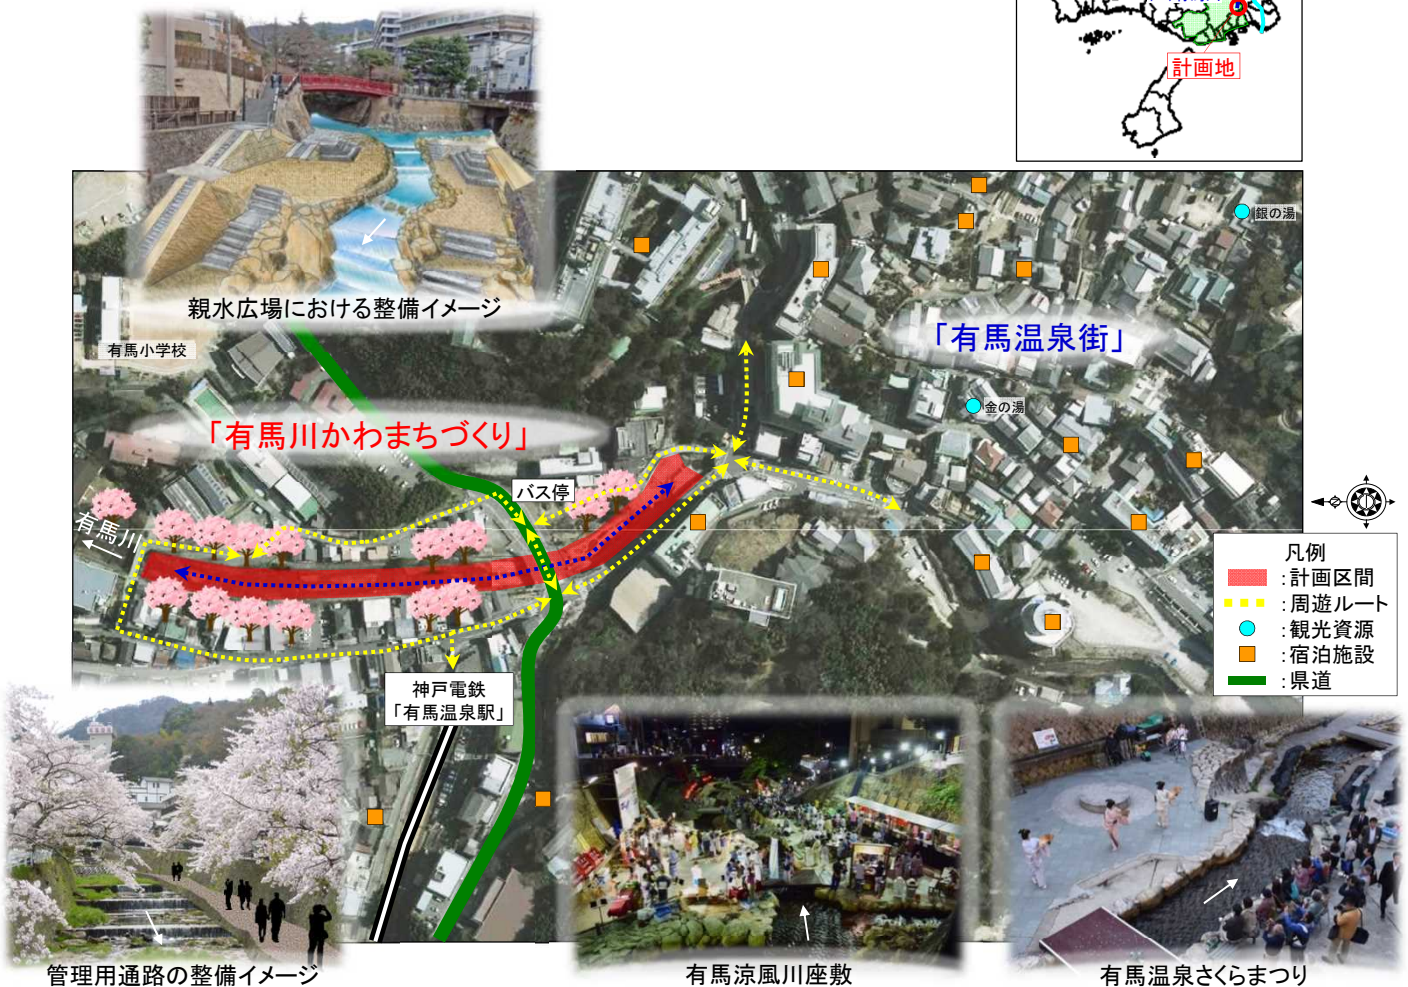 計画地
親水広場における整備イメージ
銀の湯
有馬小学校
「有馬温泉街」
金の湯
「有馬川かわまちづくり」
バス停
有馬川
凡例
:計画区間
:周遊ルート
:観光資源
:宿泊施設
:県道
神戸電鉄
「有馬温泉駅」
管理用通路の整備イメージ
有馬涼風川座敷
有馬温泉さくらまつり